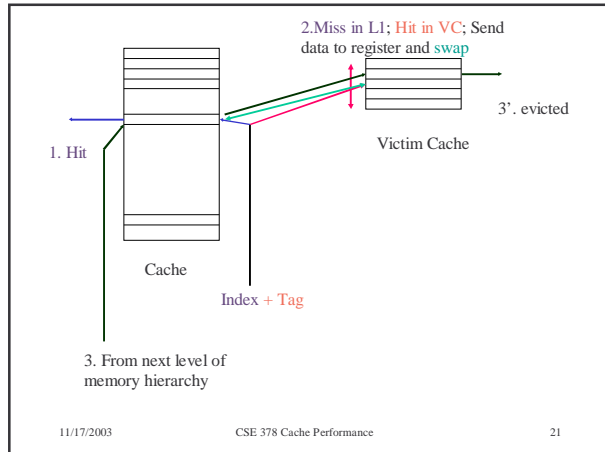 2.Miss in L1; Hit in VC; Send
data to register and swap
3’. evicted
Victim Cache
1. Hit
Cache
Index + Tag
3. From next level of
memory hierarchy
11/17/2003
CSE 378 Cache Performance
21